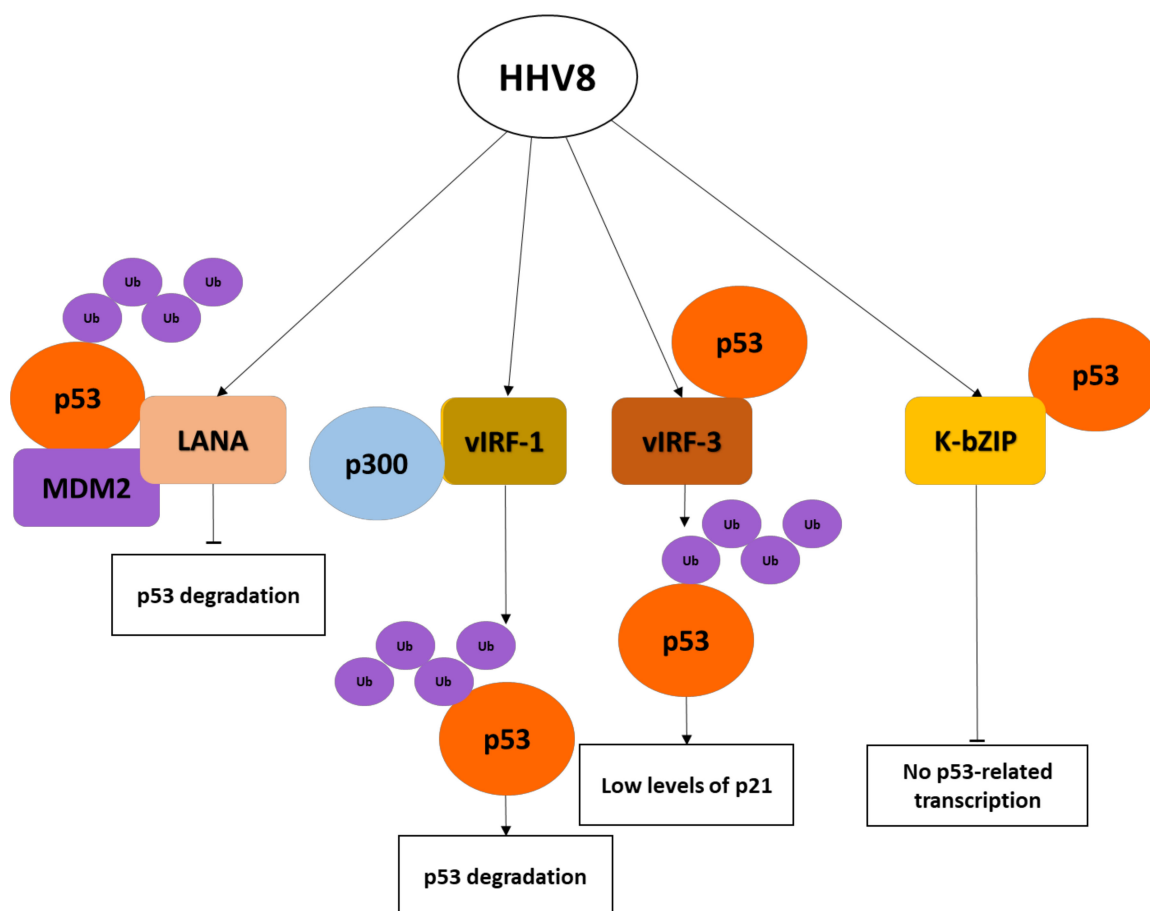 HHV8
Ub
Ub
Ub
Ub
p53
LANA
MDM2
p53 degradation
p300
vIRF-1
Ub
Ub
Ub
Ub
p53
p53 degradation
p53
vIRF-3
Ub
Ub
Ub
Ub
p53
Low levels of p21
p53
K-bZIP
No p53-related
transcription